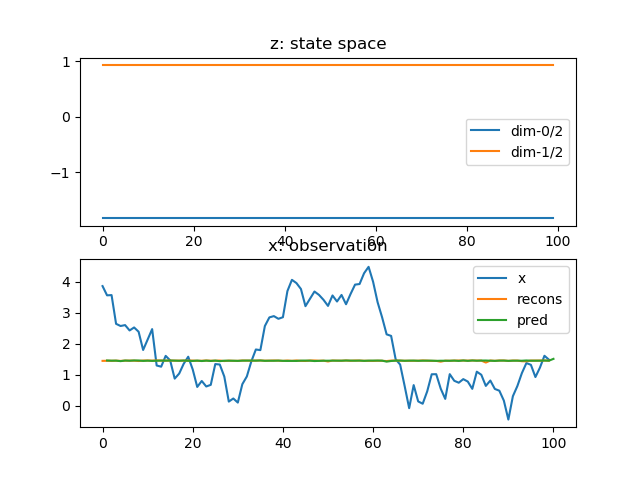 z: state space
1
0
−1
dim-0/2
dim-1/2
0 20 40 60 80 100
x: observation
4
3
2
1
0
x
recons
pred
0 20 40 60 80 100